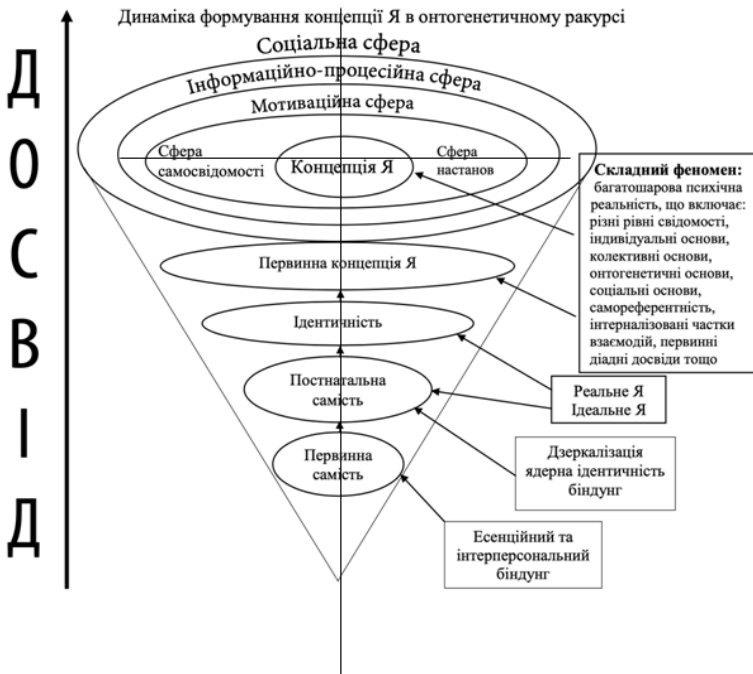 Динаміка формування концепції Я в онтогенетичному ракурсі
ДОСВІД
Соціальна сфера
Інформаційно-процесійна сфера
Мотиваційна сфера
Сфера
самосвідомості
Концепція Я
Сфера
настанов
Складний феномен:
багатошарова психічна
реальність, що включає:
різні рівні свідомості,
індивідуальні основи,
колективні основи,
онтогенетичні основи,
соціальні основи,
самореферентність,
інтерналізовані частки
взаємодій, первинні
діадні досвіди тощо
Первинна концепція Я
Ідентичність
Постнатальна
самість
Реальне Я
Ідеальне Я
Первинна
самість
Дзеркалізація
ядерна ідентичність
біндунг
Есенційний та
інтерперсональний
біндунг